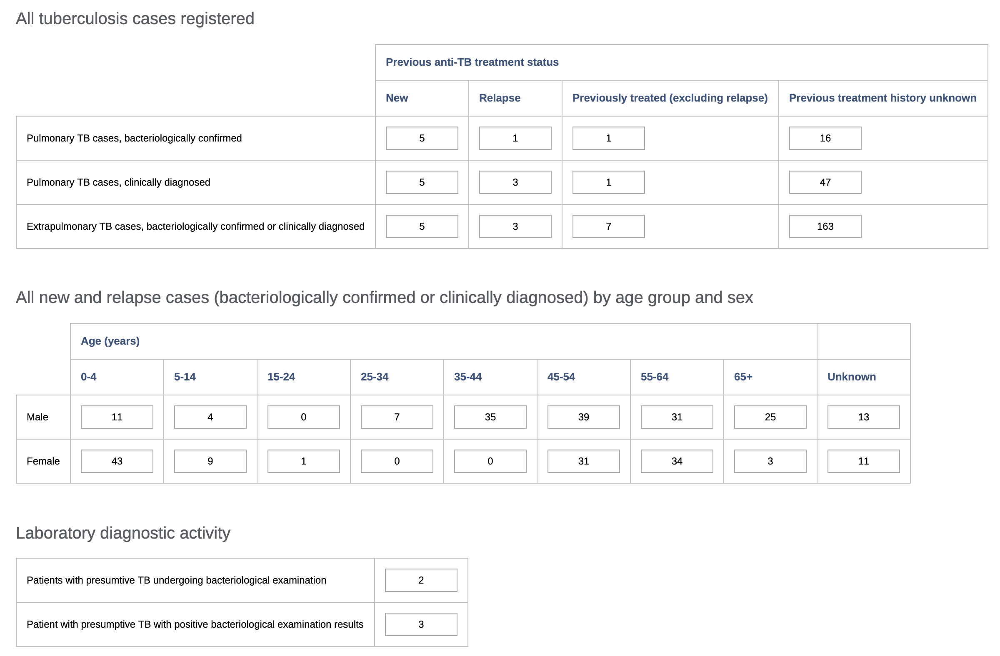 All tuberculosis cases registered
Previous anti-TB treatment status
New Relapse Previously treated (excluding relapse) Previous treatment history unknown
Pulmonary TB cases, bacteriologically confirmed 5 1 1 16
Pulmonary TB cases, clinically diagnosed 5 3 1 47
Extrapulmonary TB cases, bacteriologically confirmed or clinically diagnosed 5 3 7 163
All new and relapse cases (bacteriologically confirmed or clinically diagnosed) by age group and sex
Age (years)
0-4 5-14 15-24 25-34 35-44 45-54 55-64 65+ Unknown
Male 11 4 0 7 35 39 31 25 13
Female 43 9 1 0 0 31 34 3 11
Laboratory diagnostic activity
Patients with presumtive TB undergoing bacteriological examination 2
Patient with presumptive TB with positive bacteriological examination results 3